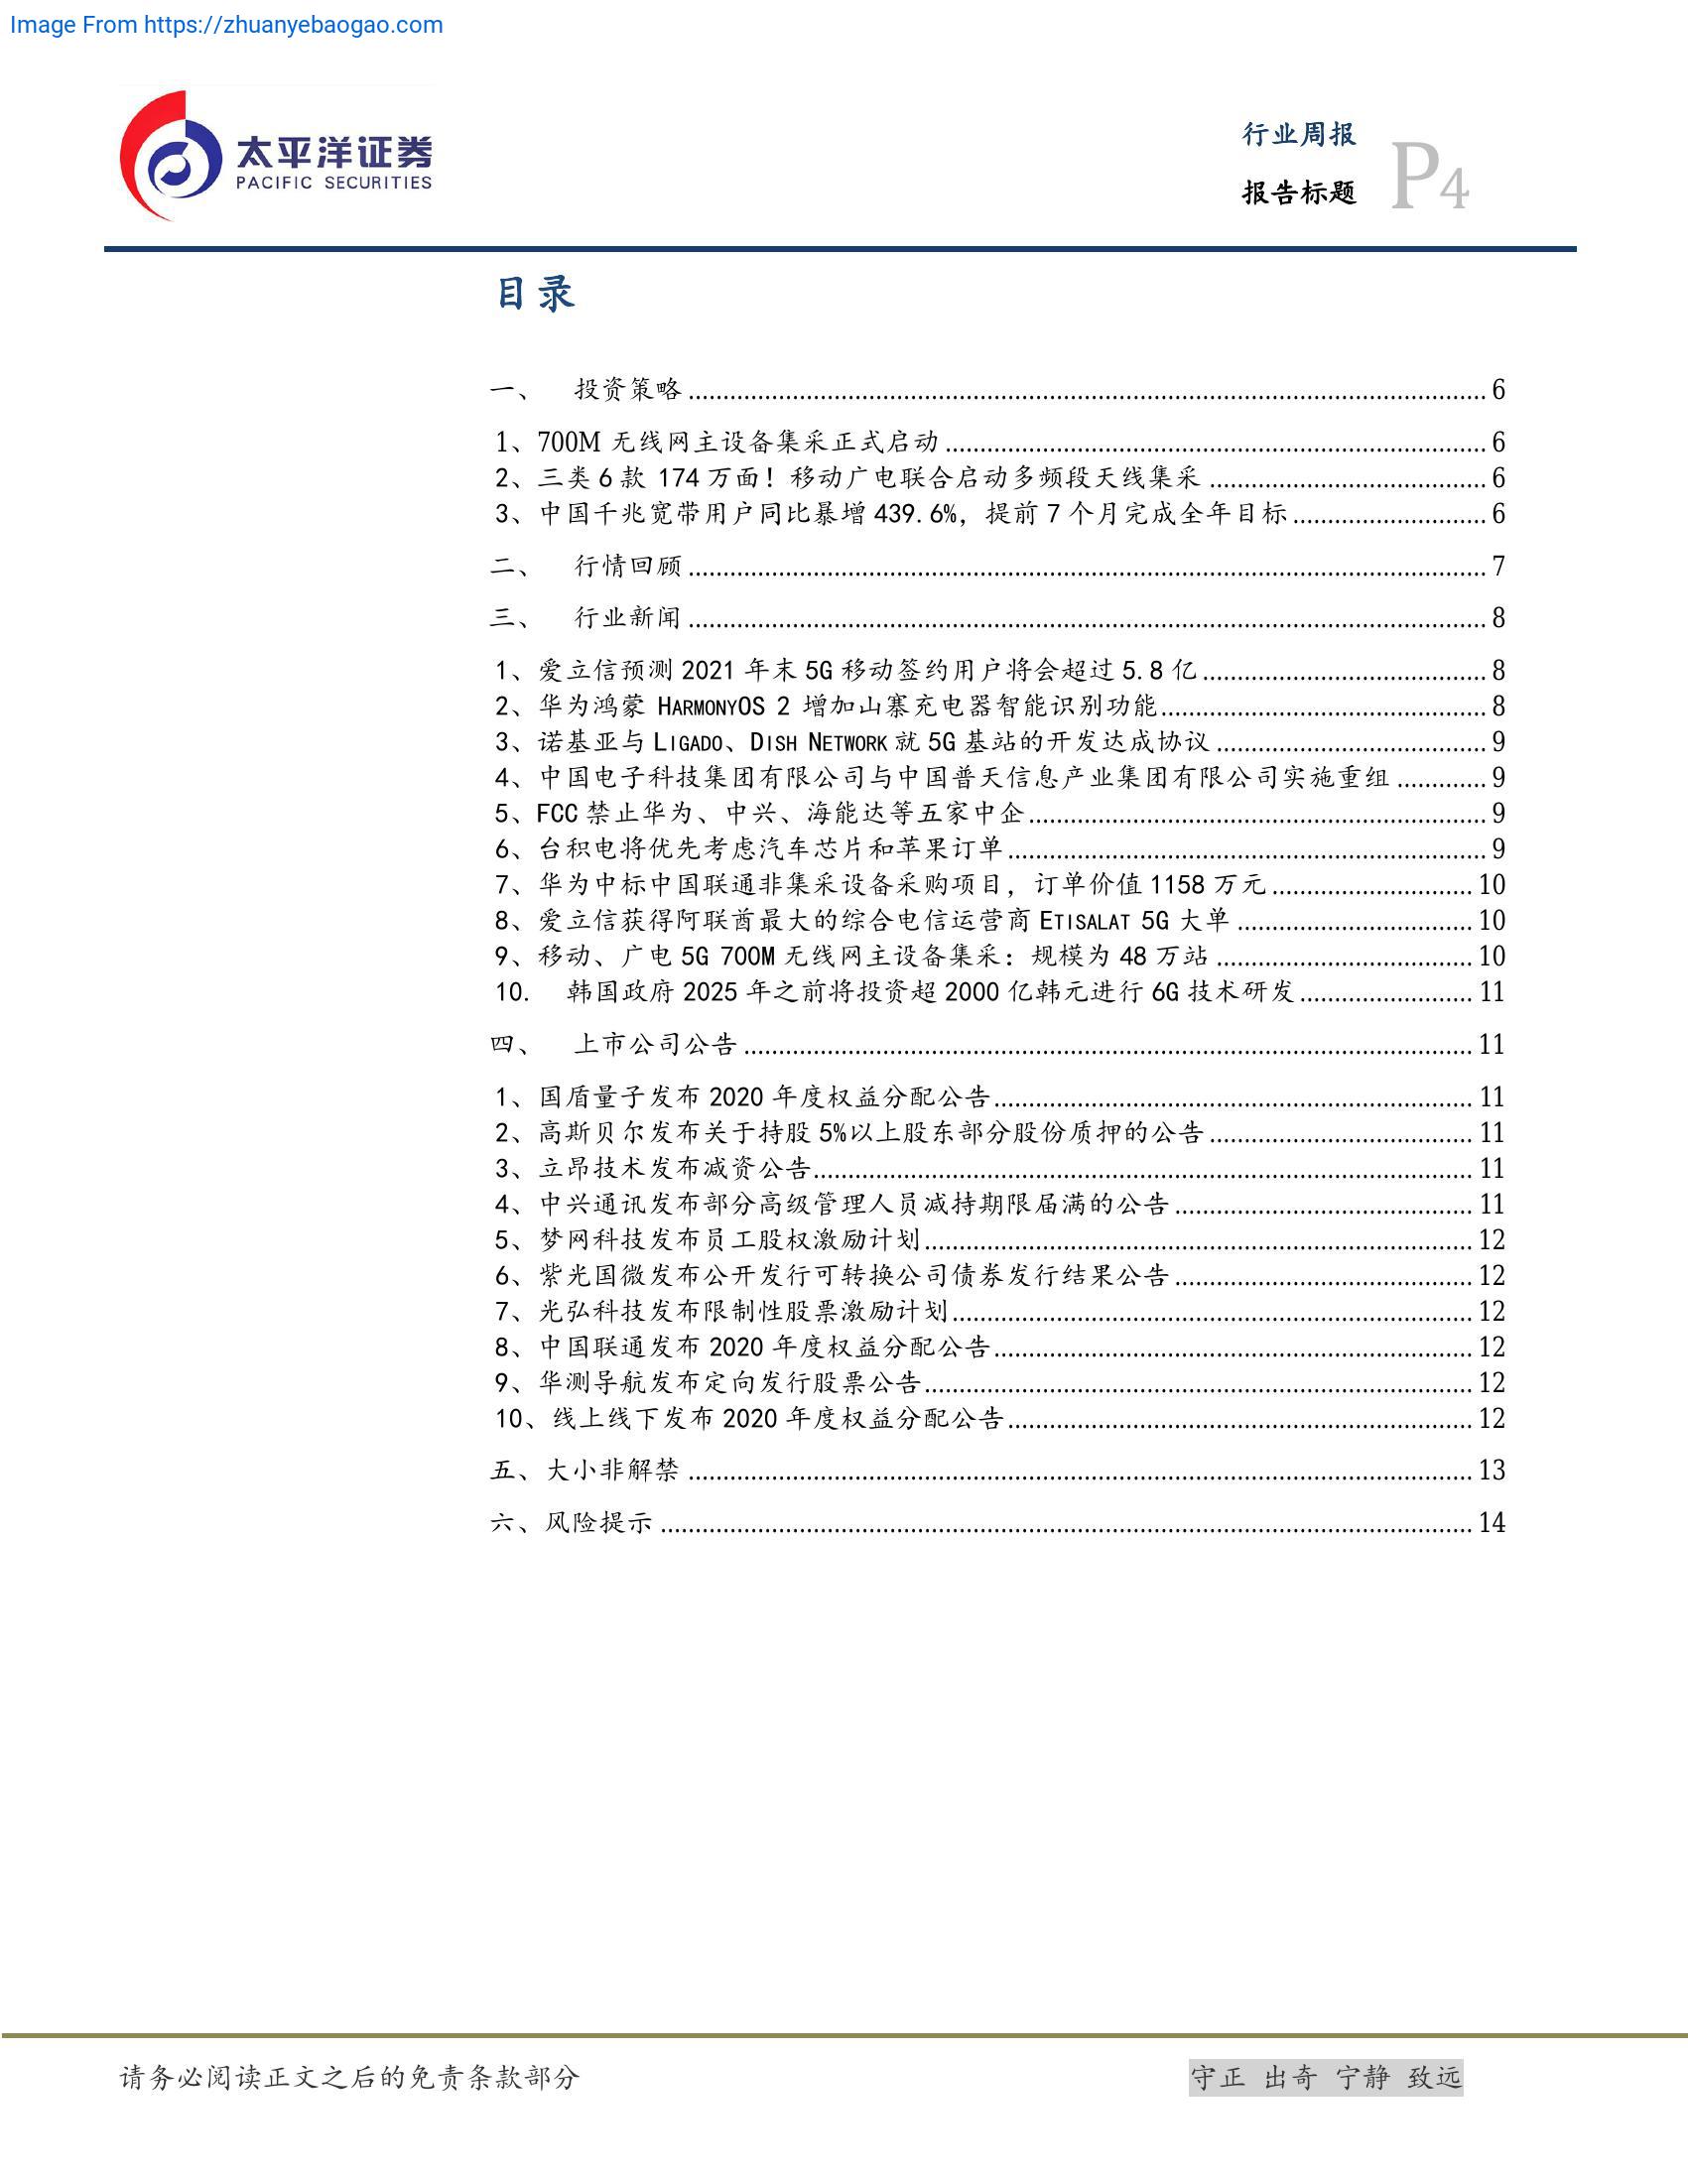 Image From https://zhuanyebaogao.com
太平洋证券
PACIFIC SECURITIES
行业周报
报告标题
P4
目录
一、 投资策略 6
1、700M 无线网主设备集采正式启动 6
2、三类 6 款 174 万面！移动广电联合启动多频段天线集采 6
3、中国千兆宽带用户同比暴增 439.6%，提前 7 个月完成全年目标 6
二、 行情回顾 7
三、 行业新闻 8
1、爱立信预测 2021 年末 5G 移动签约用户将会超过 5.8 亿 8
2、华为鸿蒙 HARMONYOS 2 增加山寨充电器智能识别功能 8
3、诺基亚与 LIGADO、DISH NETWORK 就 5G 基站的开发达成协议 9
4、中国电子科技集团有限公司与中国普天信息产业集团有限公司实施重组 9
5、FCC 禁止华为、中兴、海能达等五家中企 9
6、台积电将优先考虑汽车芯片和苹果订单 9
7、华为中标中国联通非集采设备采购项目，订单价值 1158 万元 10
8、爱立信获得阿联酋最大的综合电信运营商 ETISALAT 5G 大单 10
9、移动、广电 5G 700M 无线网主设备集采：规模为 48 万站 10
10. 韩国政府 2025 年之前将投资超 2000 亿韩元进行 6G 技术研发 11
四、 上市公司公告 11
1、国盾量子发布 2020 年度权益分配公告 11
2、高斯贝尔发布关于持股 5%以上股东部分股份质押的公告 11
3、立昂技术发布减资公告 11
4、中兴通讯发布部分高级管理人员减持期限届满的公告 11
5、梦网科技发布员工股权激励计划 12
6、紫光国微发布公开发行可转换公司债券发行结果公告 12
7、光弘科技发布限制性股票激励计划 12
8、中国联通发布 2020 年度权益分配公告 12
9、华测导航发布定向发行股票公告 12
10、线上线下发布 2020 年度权益分配公告 12
五、大小非解禁 13
六、风险提示 14
请务必阅读正文之后的免责条款部分
守正 出奇 宁静 致远